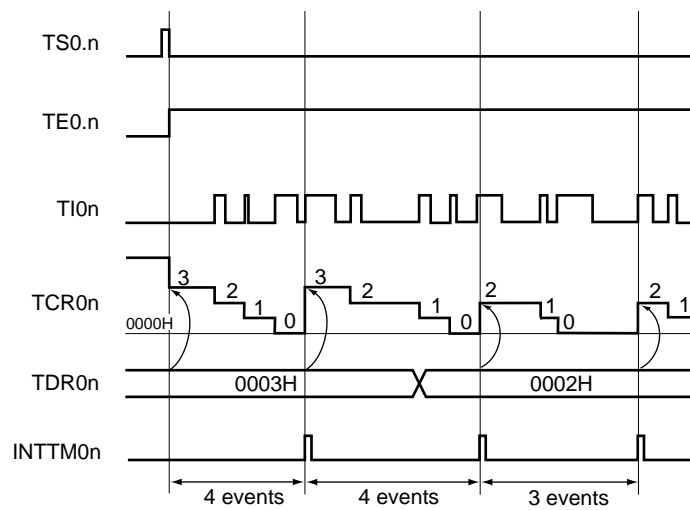 TS0.n
TE0.n
TI0n
TCR0n
3 2 1 0 3 2 1 0 2 1 0 2 1
0000H
TDR0n
0003H 0002H
INTTM0n
4 events 4 events 3 events